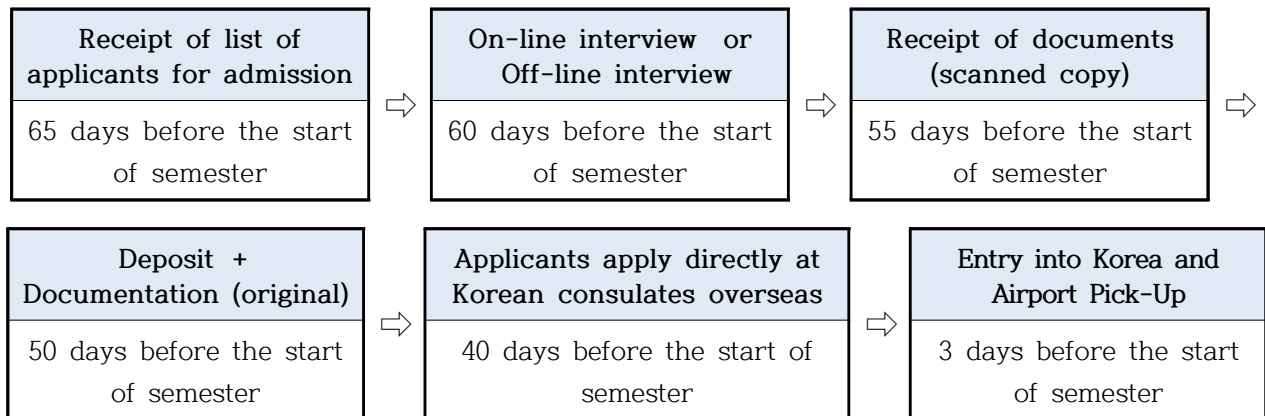 Receipt of list of
applicants for admission
65 days before the start
of semester
⇨
On-line interview or
Off-line interview
60 days before the start
of semester
⇨
Receipt of documents
(scanned copy)
55 days before the start
of semester
⇨
Deposit +
Documentation (original)
50 days before the start
of semester
⇨
Applicants apply directly at
Korean consulates overseas
40 days before the start of
semester
⇨
Entry into Korea and
Airport Pick-Up
3 days before the start
of semester